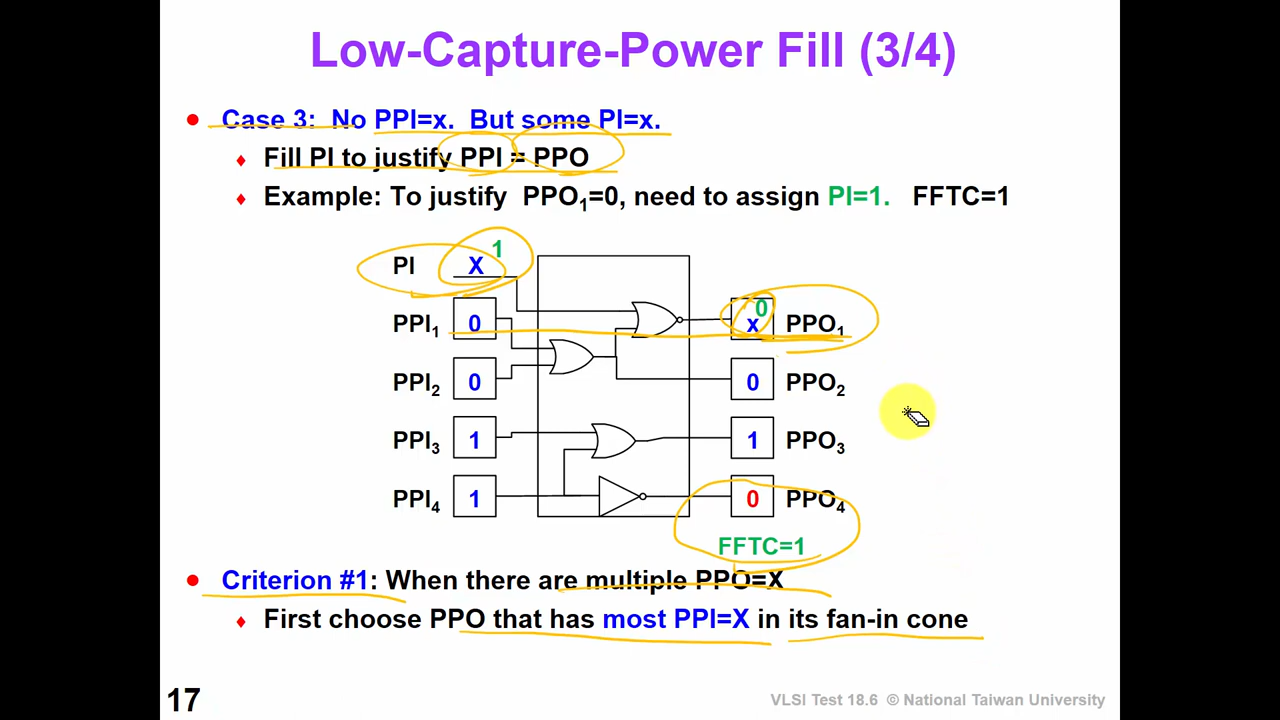 Low-Capture-Power Fill (3/4)
• Case 3: No PPI=x. But some PI=x.
♦ Fill PI to justify PPI = PPO
♦ Example: To justify PPO1=0, need to assign PI=1. FFTC=1
PI X 1
PPI1 0 x 0 PPO1
PPI2 0 0 PPO2
PPI3 1 1 PPO3
PPI4 1 0 PPO4
FFTC=1
• Criterion #1: When there are multiple PPO=X
♦ First choose PPO that has most PPI=X in its fan-in cone
17
VLSI Test 18.6 © National Taiwan University